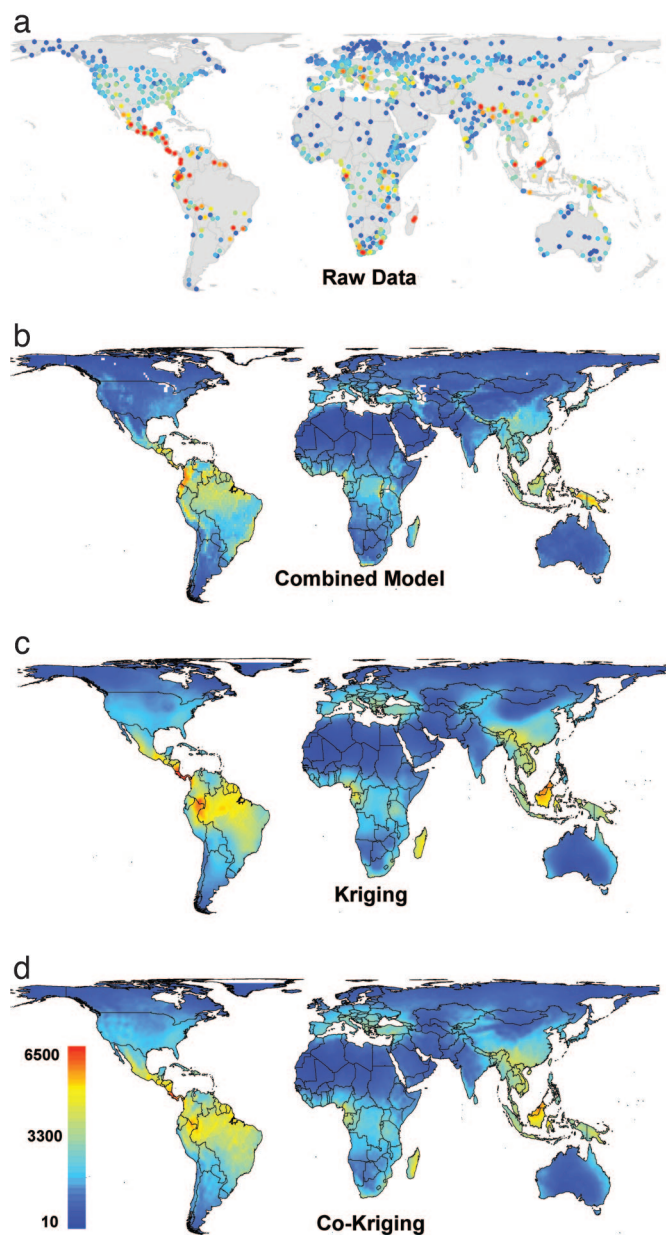 a
Raw Data
b
Combined Model
c
Kriging
d
6500
3300
10
Co-Kriging